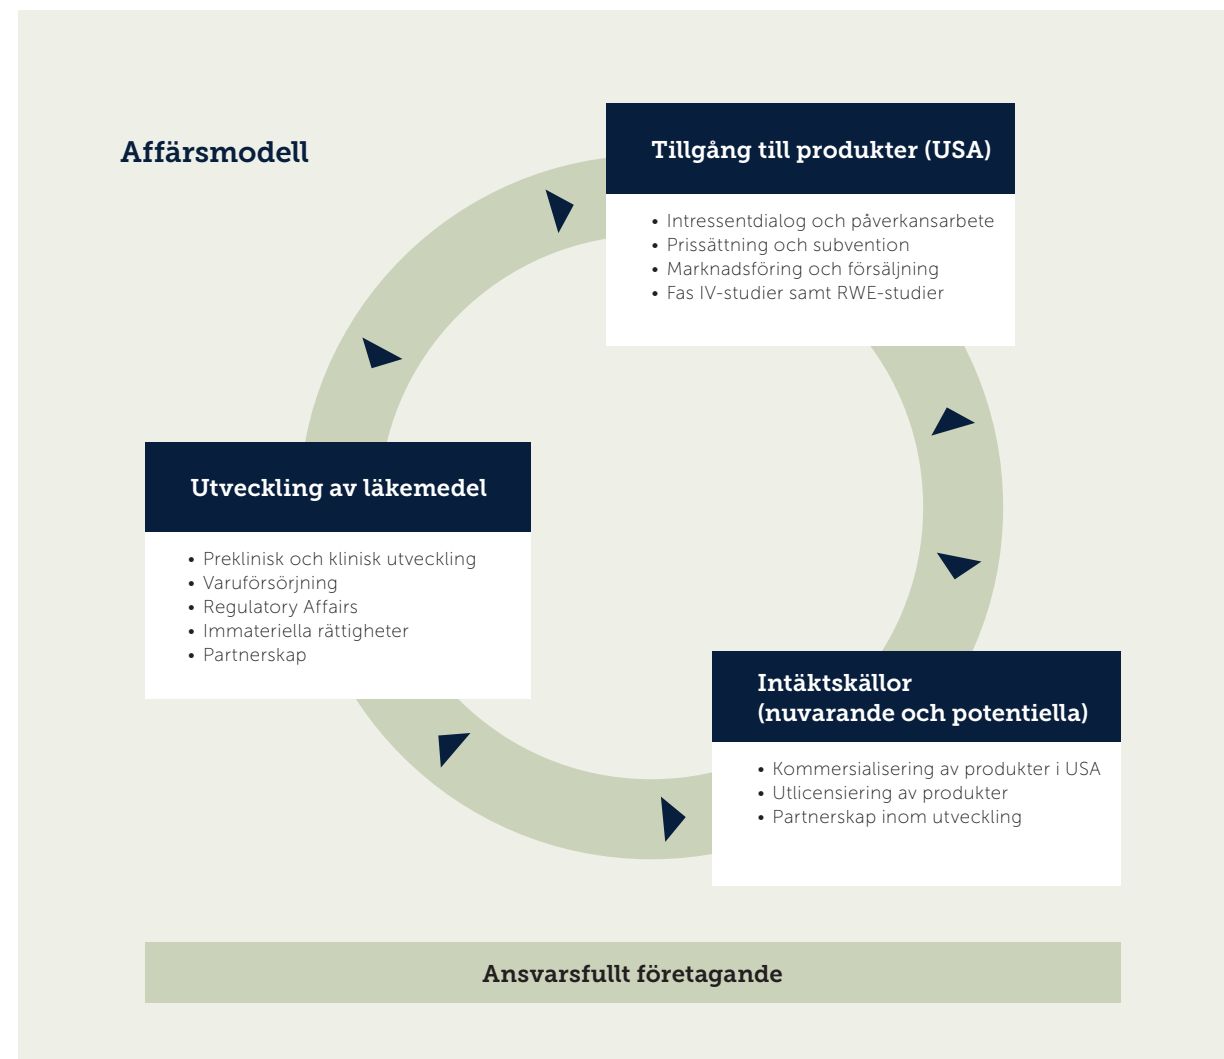 Affärsmodell
Tillgång till produkter (USA)
• Intressentdialog och påverkansarbete
• Prissättning och subvention
• Marknadsföring och försäljning
• Fas IV-studier samt RWE-studier
Utveckling av läkemedel
• Preklinisk och klinisk utveckling
• Varuförsörjning
• Regulatory Affairs
• Immateriella rättigheter
• Partnerskap
Intäktskällor
(nuvarande och potentiella)
• Kommersialisering av produkter i USA
• Utlicensiering av produkter
• Partnerskap inom utveckling
Ansvarsfullt företagande